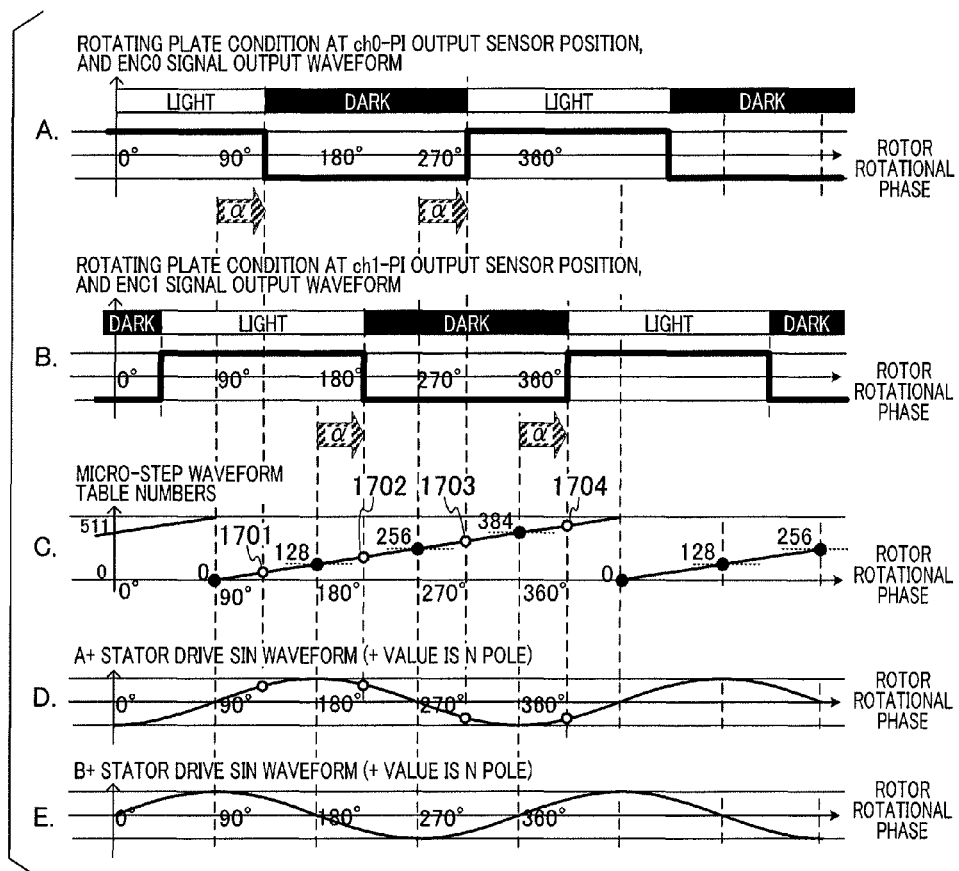 ROTATING PLATE CONDITION AT ch0-PI OUTPUT SENSOR POSITION,
AND ENC0 SIGNAL OUTPUT WAVEFORM
LIGHT DARK LIGHT DARK
A.
0° 90° 180° 270° 360°
ROTOR
ROTATIONAL
PHASE
α α
ROTATING PLATE CONDITION AT ch1-PI OUTPUT SENSOR POSITION,
AND ENC1 SIGNAL OUTPUT WAVEFORM
DARK LIGHT DARK LIGHT DARK
B.
0° 90° 180° 270° 360°
ROTOR
ROTATIONAL
PHASE
α α
MICRO-STEP WAVEFORM
TABLE NUMBERS
1702 1703 1704
511 1701 128 256 384 128 256
C.
0 0 0
0° 90° 180° 270° 360°
ROTOR
ROTATIONAL
PHASE
A+ STATOR DRIVE SIN WAVEFORM (+ VALUE IS N POLE)
D.
0° 90° 180° 270° 360°
ROTOR
ROTATIONAL
PHASE
B+ STATOR DRIVE SIN WAVEFORM (+ VALUE IS N POLE)
E.
0° 90° 180° 270° 360°
ROTOR
ROTATIONAL
PHASE